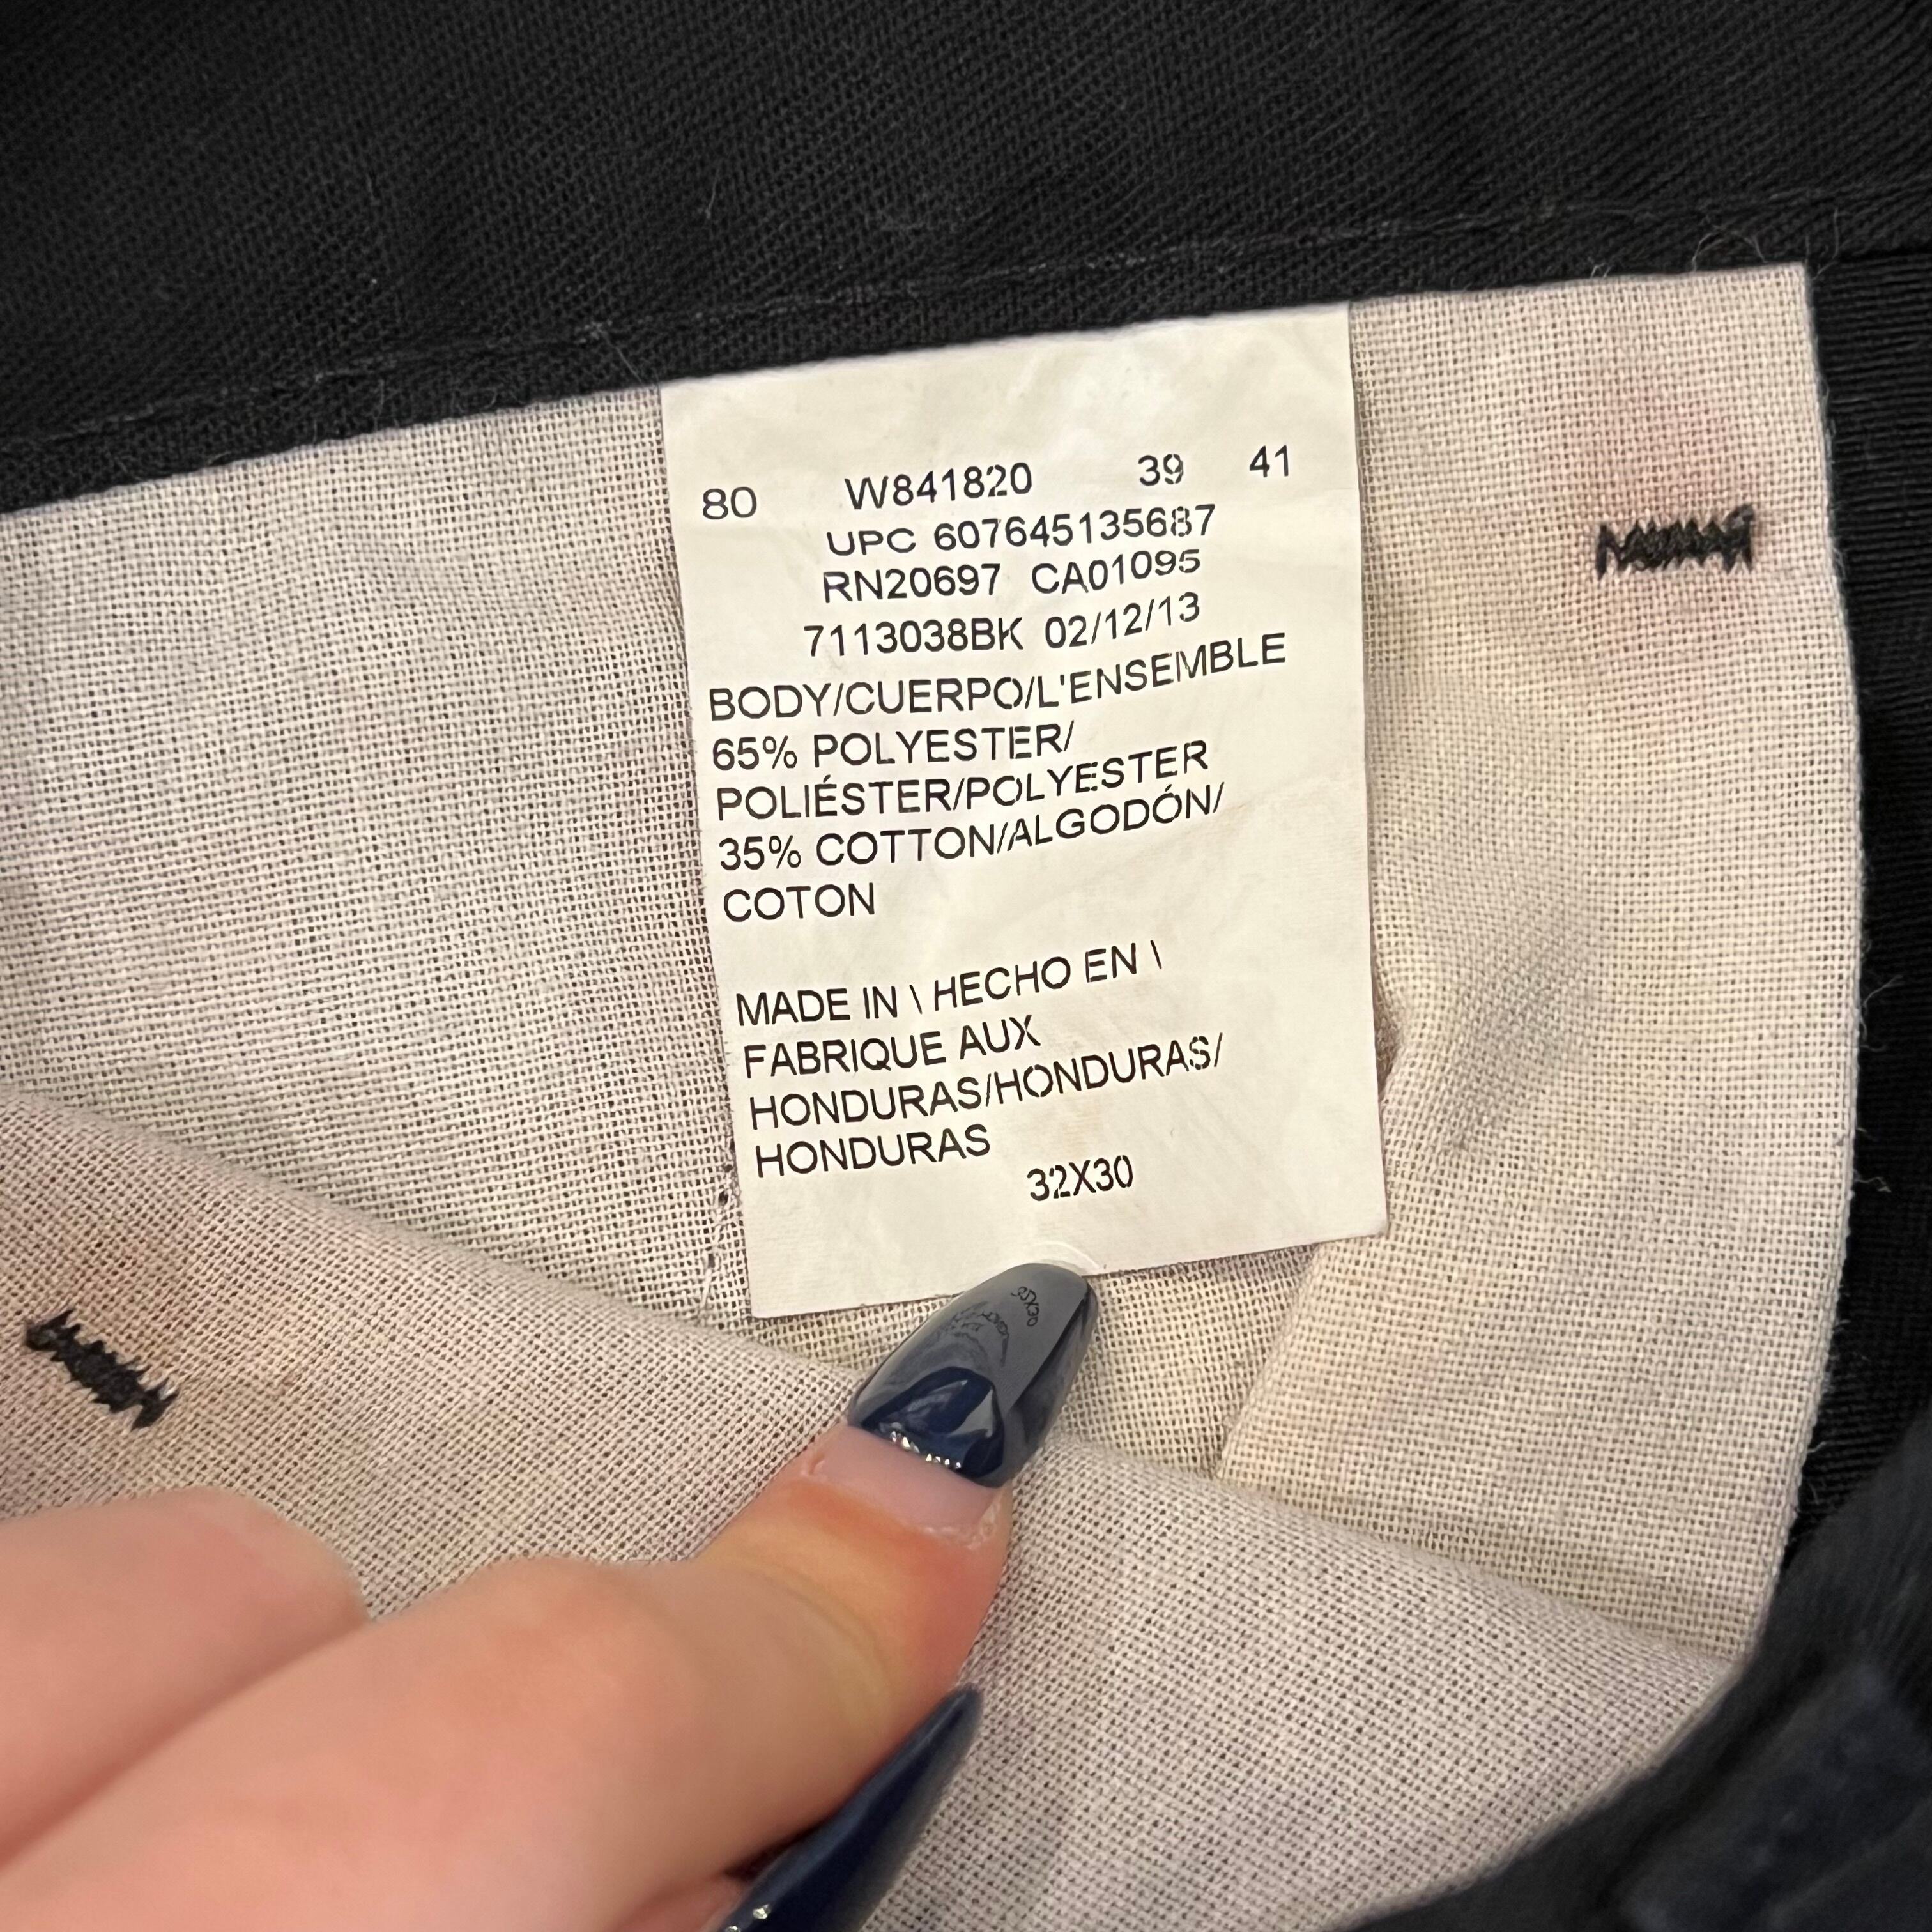 80 W841820 39 41
UPC 607645135687
RN20697 CA01095
7113038BK 02/12/13
BODY/CUERPO/L'ENSEMBLE
65% POLYESTER/
POLIÉSTER/POLYESTER
35% COTTON/ALGODÓN/
COTON
MADE IN \ HECHO EN \
FABRIQUE AUX
HONDURAS/HONDURAS/
HONDURAS
32X30